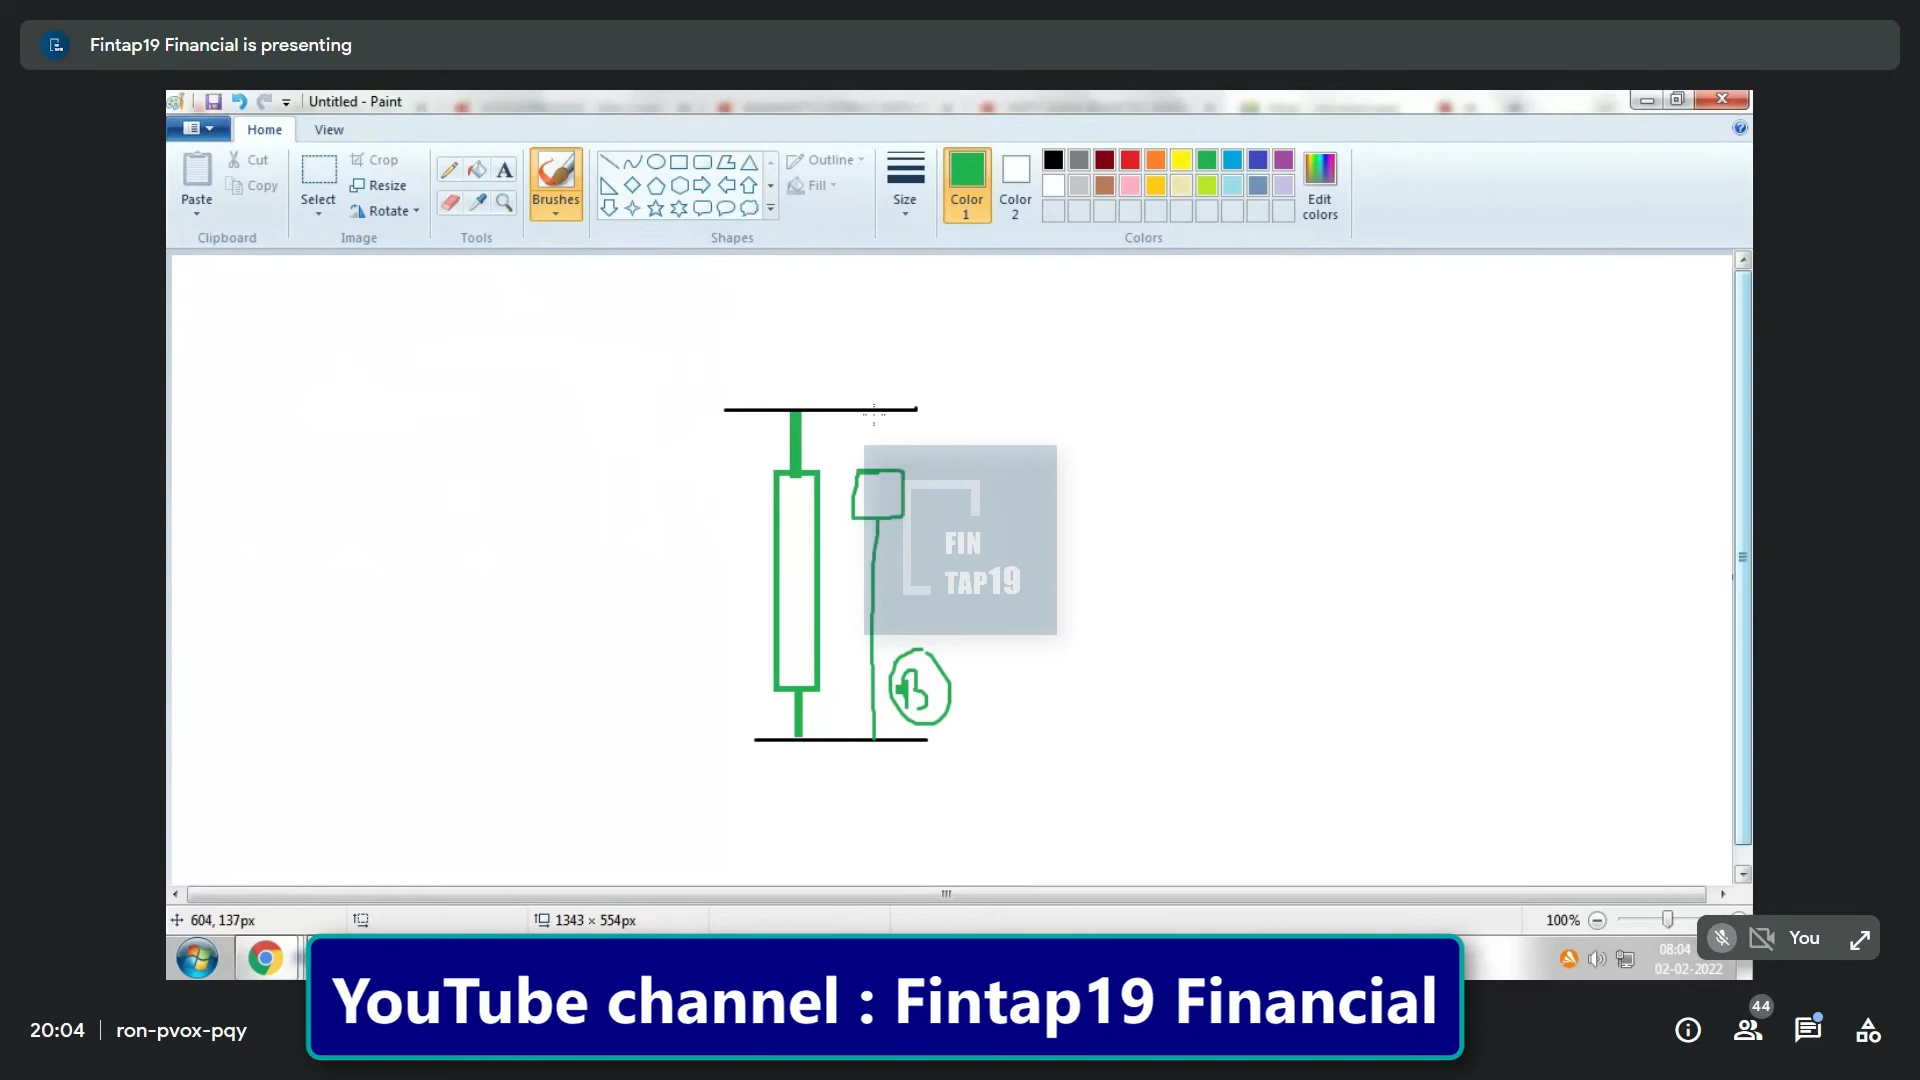 Fintap19 Financial is presenting
Untitled - Paint
Home View
Paste
Cut
Copy
Clipboard
Select
Crop
Resize
Rotate
Image
A
Tools
Brushes
Shapes
Outline
Fill
Size
Color 1
Color 2
Edit colors
Colors
FIN
TAP19
B
604, 137px
1343 × 554px
100%
You
08:04
02-02-2022
YouTube channel : Fintap19 Financial
20:04 | ron-pvox-pqy
44